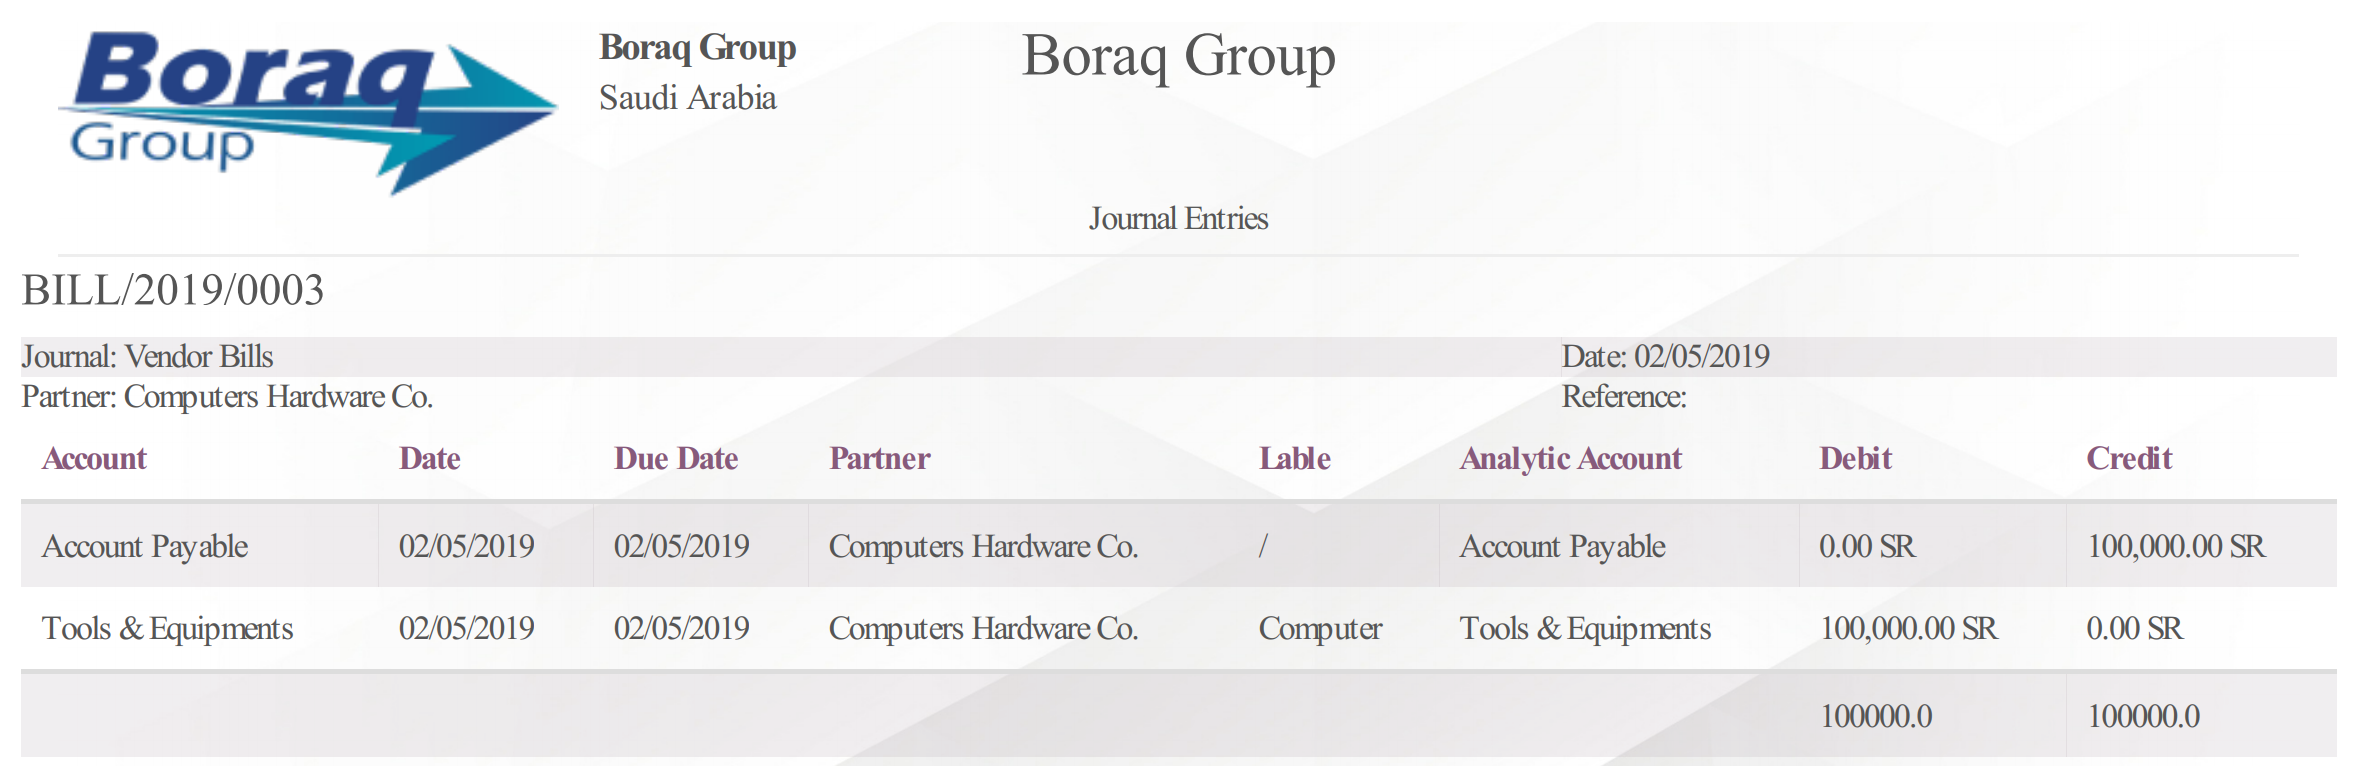 Boraq
Group
Boraq Group
Saudi Arabia
Boraq Group
Journal Entries
BILL/2019/0003
Journal: Vendor Bills Date: 02/05/2019
Partner: Computers Hardware Co. Reference:
Account Date Due Date Partner Lable Analytic Account Debit Credit
Account Payable 02/05/2019 02/05/2019 Computers Hardware Co. / Account Payable 0.00 SR 100,000.00 SR
Tools & Equipments 02/05/2019 02/05/2019 Computers Hardware Co. Computer Tools & Equipments 100,000.00 SR 0.00 SR
100000.0 100000.0